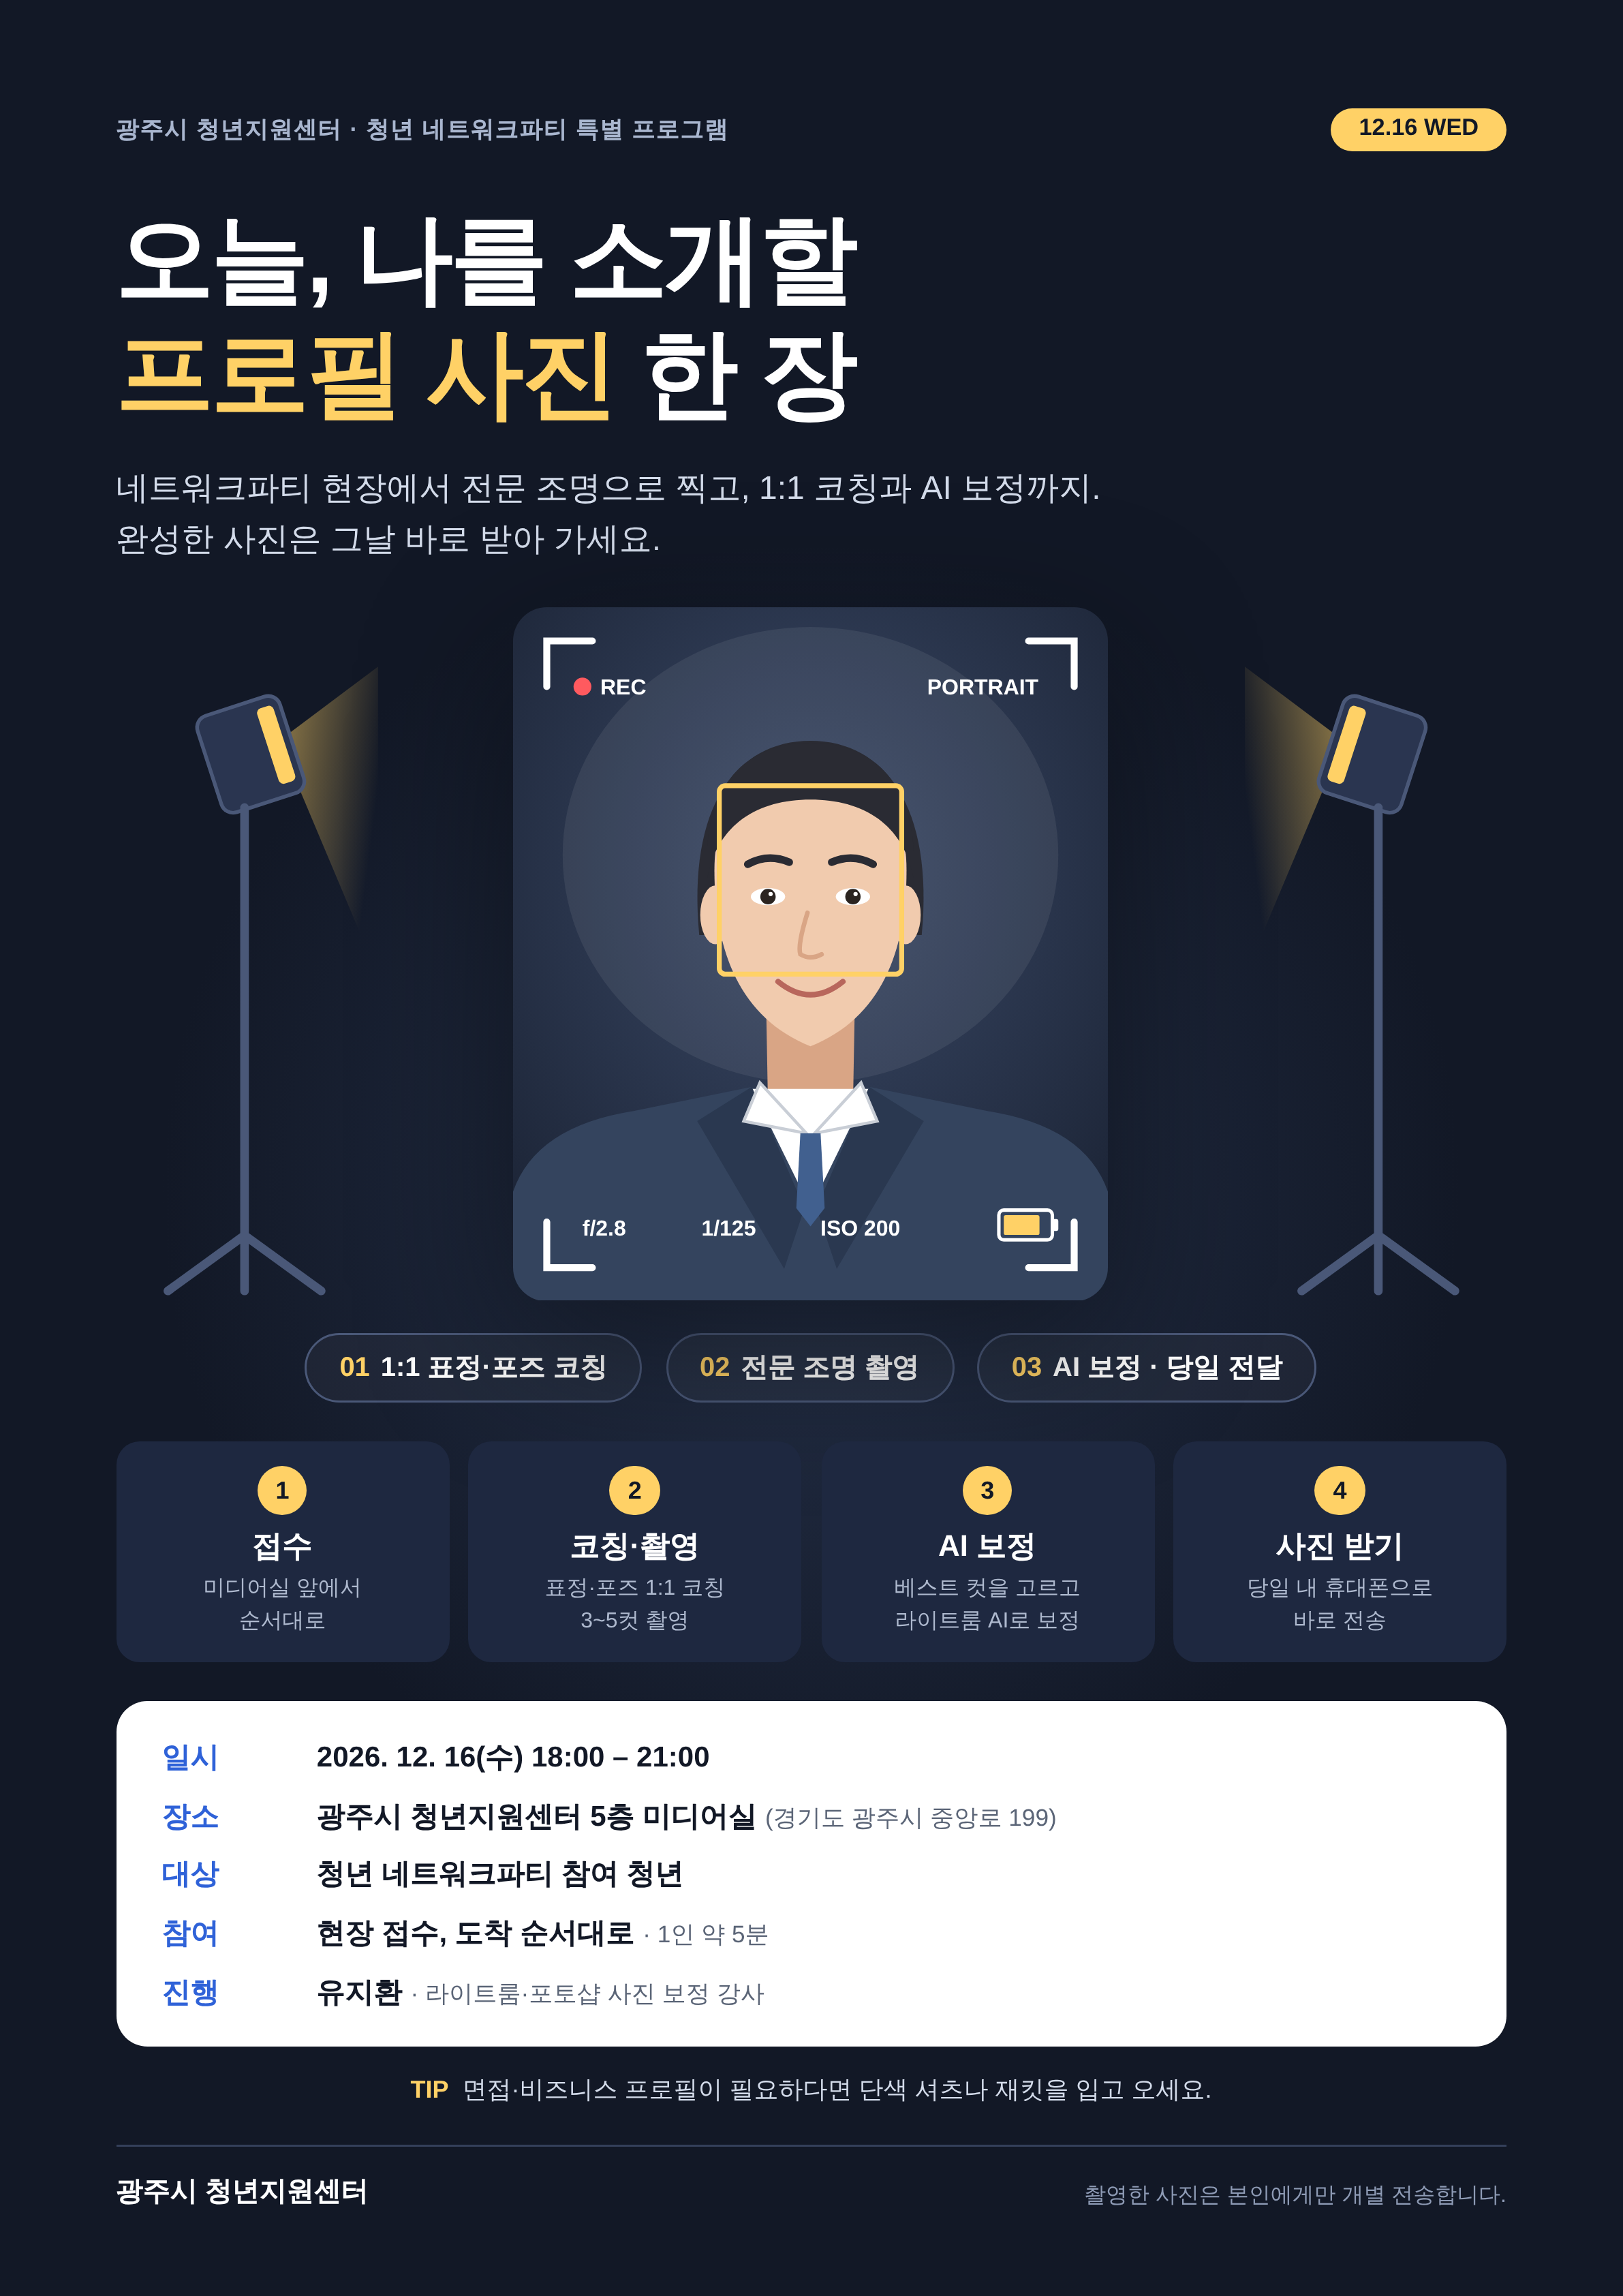 광주시 청년지원센터 · 청년 네트워크파티 특별 프로그램
12.16 WED
오늘, 나를 소개할
프로필 사진 한 장
네트워크파티 현장에서 전문 조명으로 찍고, 1:1 코칭과 AI 보정까지.
완성한 사진은 그날 바로 받아 가세요.
REC
PORTRAIT
f/2.8 1/125 ISO 200
01 1:1 표정·포즈 코칭
02 전문 조명 촬영
03 AI 보정 · 당일 전달
1
접수
미디어실 앞에서
순서대로
2
코칭·촬영
표정·포즈 1:1 코칭
3~5컷 촬영
3
AI 보정
베스트 컷을 고르고
라이트룸 AI로 보정
4
사진 받기
당일 내 휴대폰으로
바로 전송
일시 2026. 12. 16(수) 18:00 – 21:00
장소 광주시 청년지원센터 5층 미디어실 (경기도 광주시 중앙로 199)
대상 청년 네트워크파티 참여 청년
참여 현장 접수, 도착 순서대로 · 1인 약 5분
진행 유지환 · 라이트룸·포토샵 사진 보정 강사
TIP 면접·비즈니스 프로필이 필요하다면 단색 셔츠나 재킷을 입고 오세요.
광주시 청년지원센터
촬영한 사진은 본인에게만 개별 전송합니다.